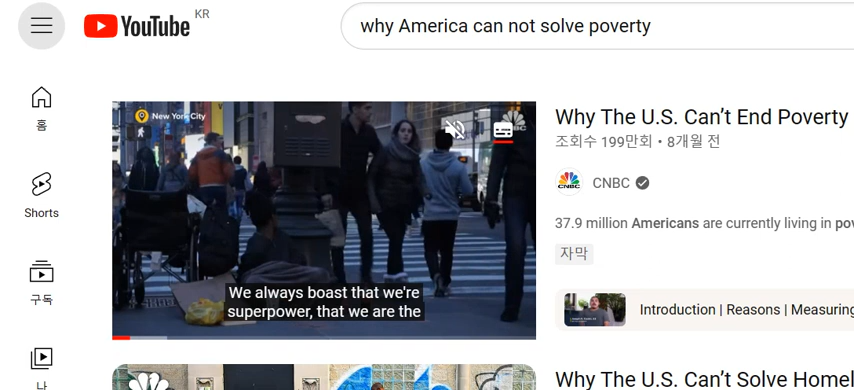 YouTube KR
why America can not solve poverty
홈
Shorts
구독
나
New York City
We always boast that we're
superpower, that we are the
Why The U.S. Can't End Poverty
조회수 199만회 • 8개월 전
CNBC
37.9 million Americans are currently living in
자막
Introduction | Reasons | Measuring
Why The U.S. Can't Solve